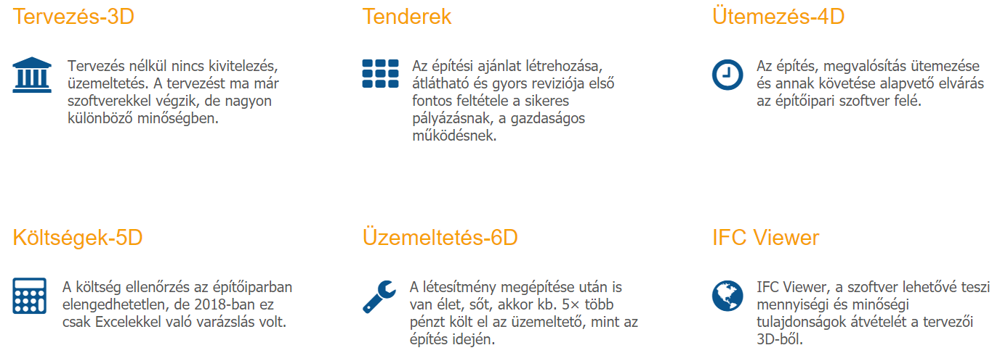 Tervezés-3D
Tervezés nélkül nincs kivitelezés,
üzemeltetés. A tervezést ma már
szoftverekkel végzik, de nagyon
különböző minőségben.
Tenderek
Az építési ajánlat létrehozása,
átlátható és gyors reviziója első
fontos feltétele a sikeres
pályázásnak, a gazdaságos
működésnek.
Ütemezés-4D
Az építés, megvalósítás ütemezése
és annak követése alapvető elvárás
az építőipari szoftver felé.
Költségek-5D
A költség ellenőrzés az építőiparban
elengedhetetlen, de 2018-ban ez
csak Excelekkel való varázslás volt.
Üzemeltetés-6D
A létesítmény megépítése után is
van élet, sőt, akkor kb. 5× több
pénzt költ el az üzemeltető, mint az
építés idején.
IFC Viewer
IFC Viewer, a szoftver lehetővé teszi
mennyiségi és minőségi
tulajdonságok átvételét a tervezői
3D-ből.